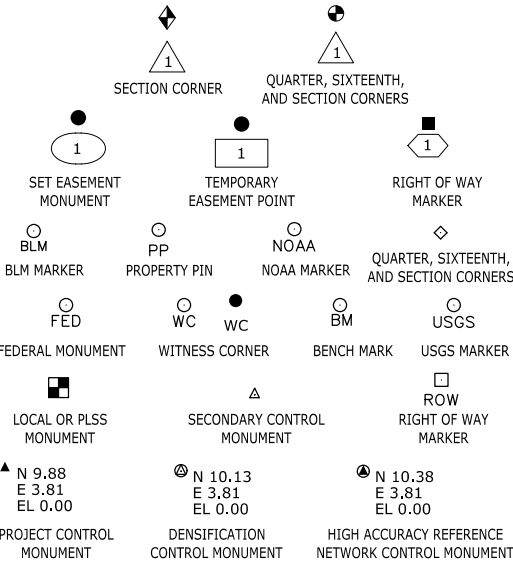 1
1
SECTION CORNER
QUARTER, SIXTEENTH,
AND SECTION CORNERS
1
1
1
SET EASEMENT
MONUMENT
TEMPORARY
EASEMENT POINT
RIGHT OF WAY
MARKER
BLM
PP
NOAA
BLM MARKER
PROPERTY PIN
NOAA MARKER
QUARTER, SIXTEENTH,
AND SECTION CORNERS
FED
WC
WC
BM
USGS
FEDERAL MONUMENT
WITNESS CORNER
BENCH MARK
USGS MARKER
ROW
LOCAL OR PLSS
MONUMENT
SECONDARY CONTROL
MONUMENT
RIGHT OF WAY
MARKER
N 9.88
E 3.81
EL 0.00
N 10.13
E 3.81
EL 0.00
N 10.38
E 3.81
EL 0.00
PROJECT CONTROL
MONUMENT
DENSIFICATION
CONTROL MONUMENT
HIGH ACCURACY REFERENCE
NETWORK CONTROL MONUMENT